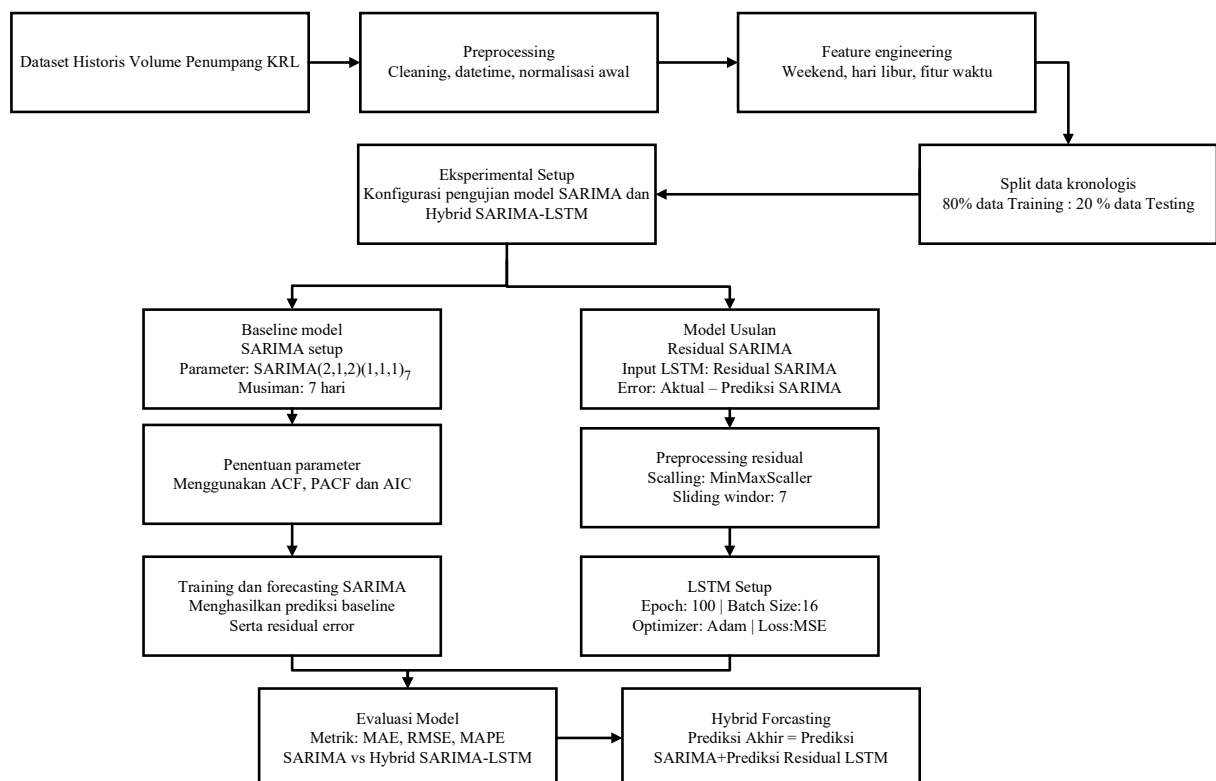 Dataset Historis Volume Penumpang KRL
Preprocessing
Cleaning, datetime, normalisasi awal
Feature engineering
Weekend, hari libur, fitur waktu
Split data kronologis
80% data Training : 20 % data Testing
Eksperimental Setup
Konfigurasi pengujian model SARIMA dan
Hybrid SARIMA-LSTM
Baseline model
SARIMA setup
Parameter: SARIMA(2,1,2)(1,1,1)₇
Musiman: 7 hari
Model Usulan
Residual SARIMA
Input LSTM: Residual SARIMA
Error: Aktual – Prediksi SARIMA
Penentuan parameter
Menggunakan ACF, PACF dan AIC
Preprocessing residual
Scalling: MinMaxScaller
Sliding windor: 7
Training dan forecasting SARIMA
Menghasilkan prediksi baseline
Serta residual error
LSTM Setup
Epoch: 100 | Batch Size:16
Optimizer: Adam | Loss:MSE
Evaluasi Model
Metrik: MAE, RMSE, MAPE
SARIMA vs Hybrid SARIMA-LSTM
Hybrid Forcasting
Prediksi Akhir = Prediksi
SARIMA+Prediksi Residual LSTM